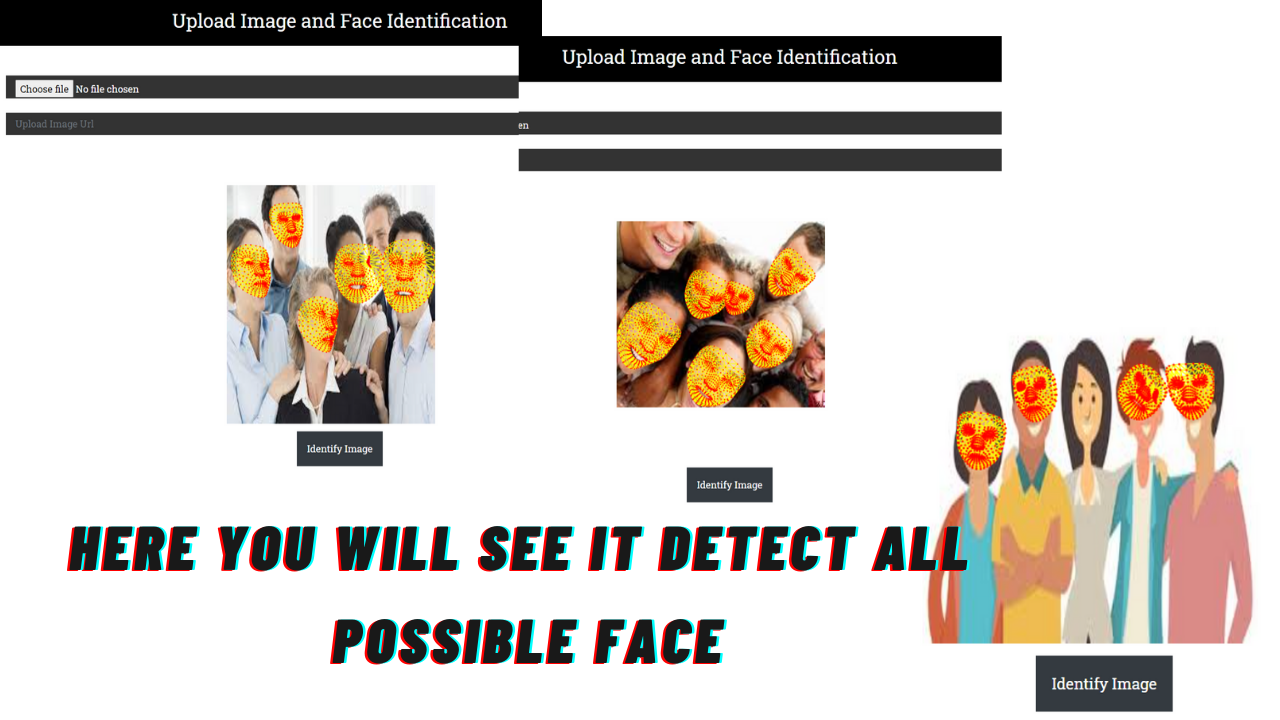 Upload Image and Face Identification
Choose file No file chosen
Upload Image Url
Identify Image
Upload Image and Face Identification
en
Identify Image
Identify Image
HERE YOU WILL SEE IT DETECT ALL
POSSIBLE FACE